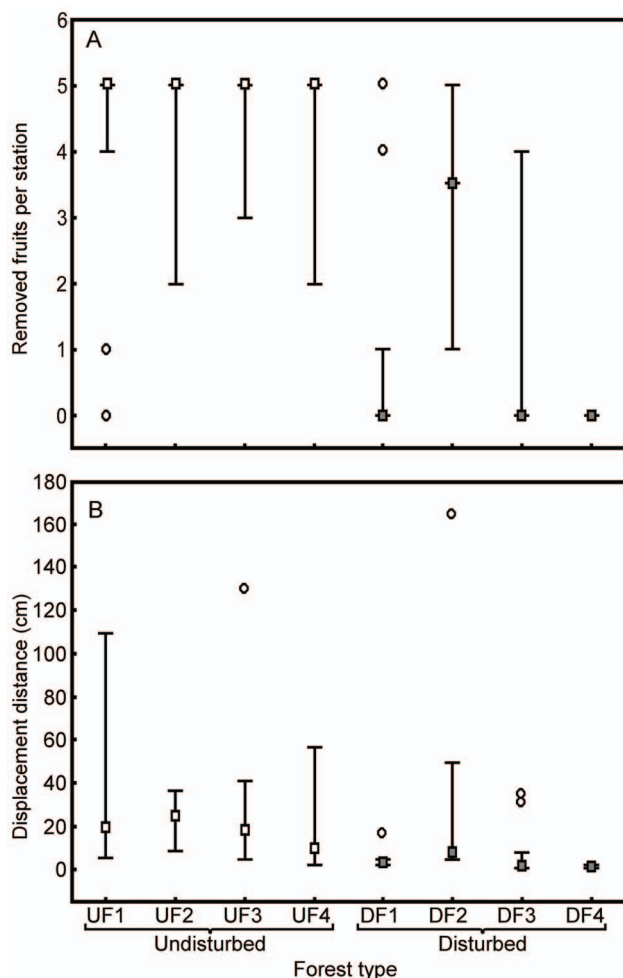 A
6
5
4
3
2
1
0
Removed fruits per station
B
180
160
140
120
100
80
60
40
20
0
Displacement distance (cm)
UF1 UF2 UF3 UF4 DF1 DF2 DF3 DF4
Undisturbed Disturbed
Forest type